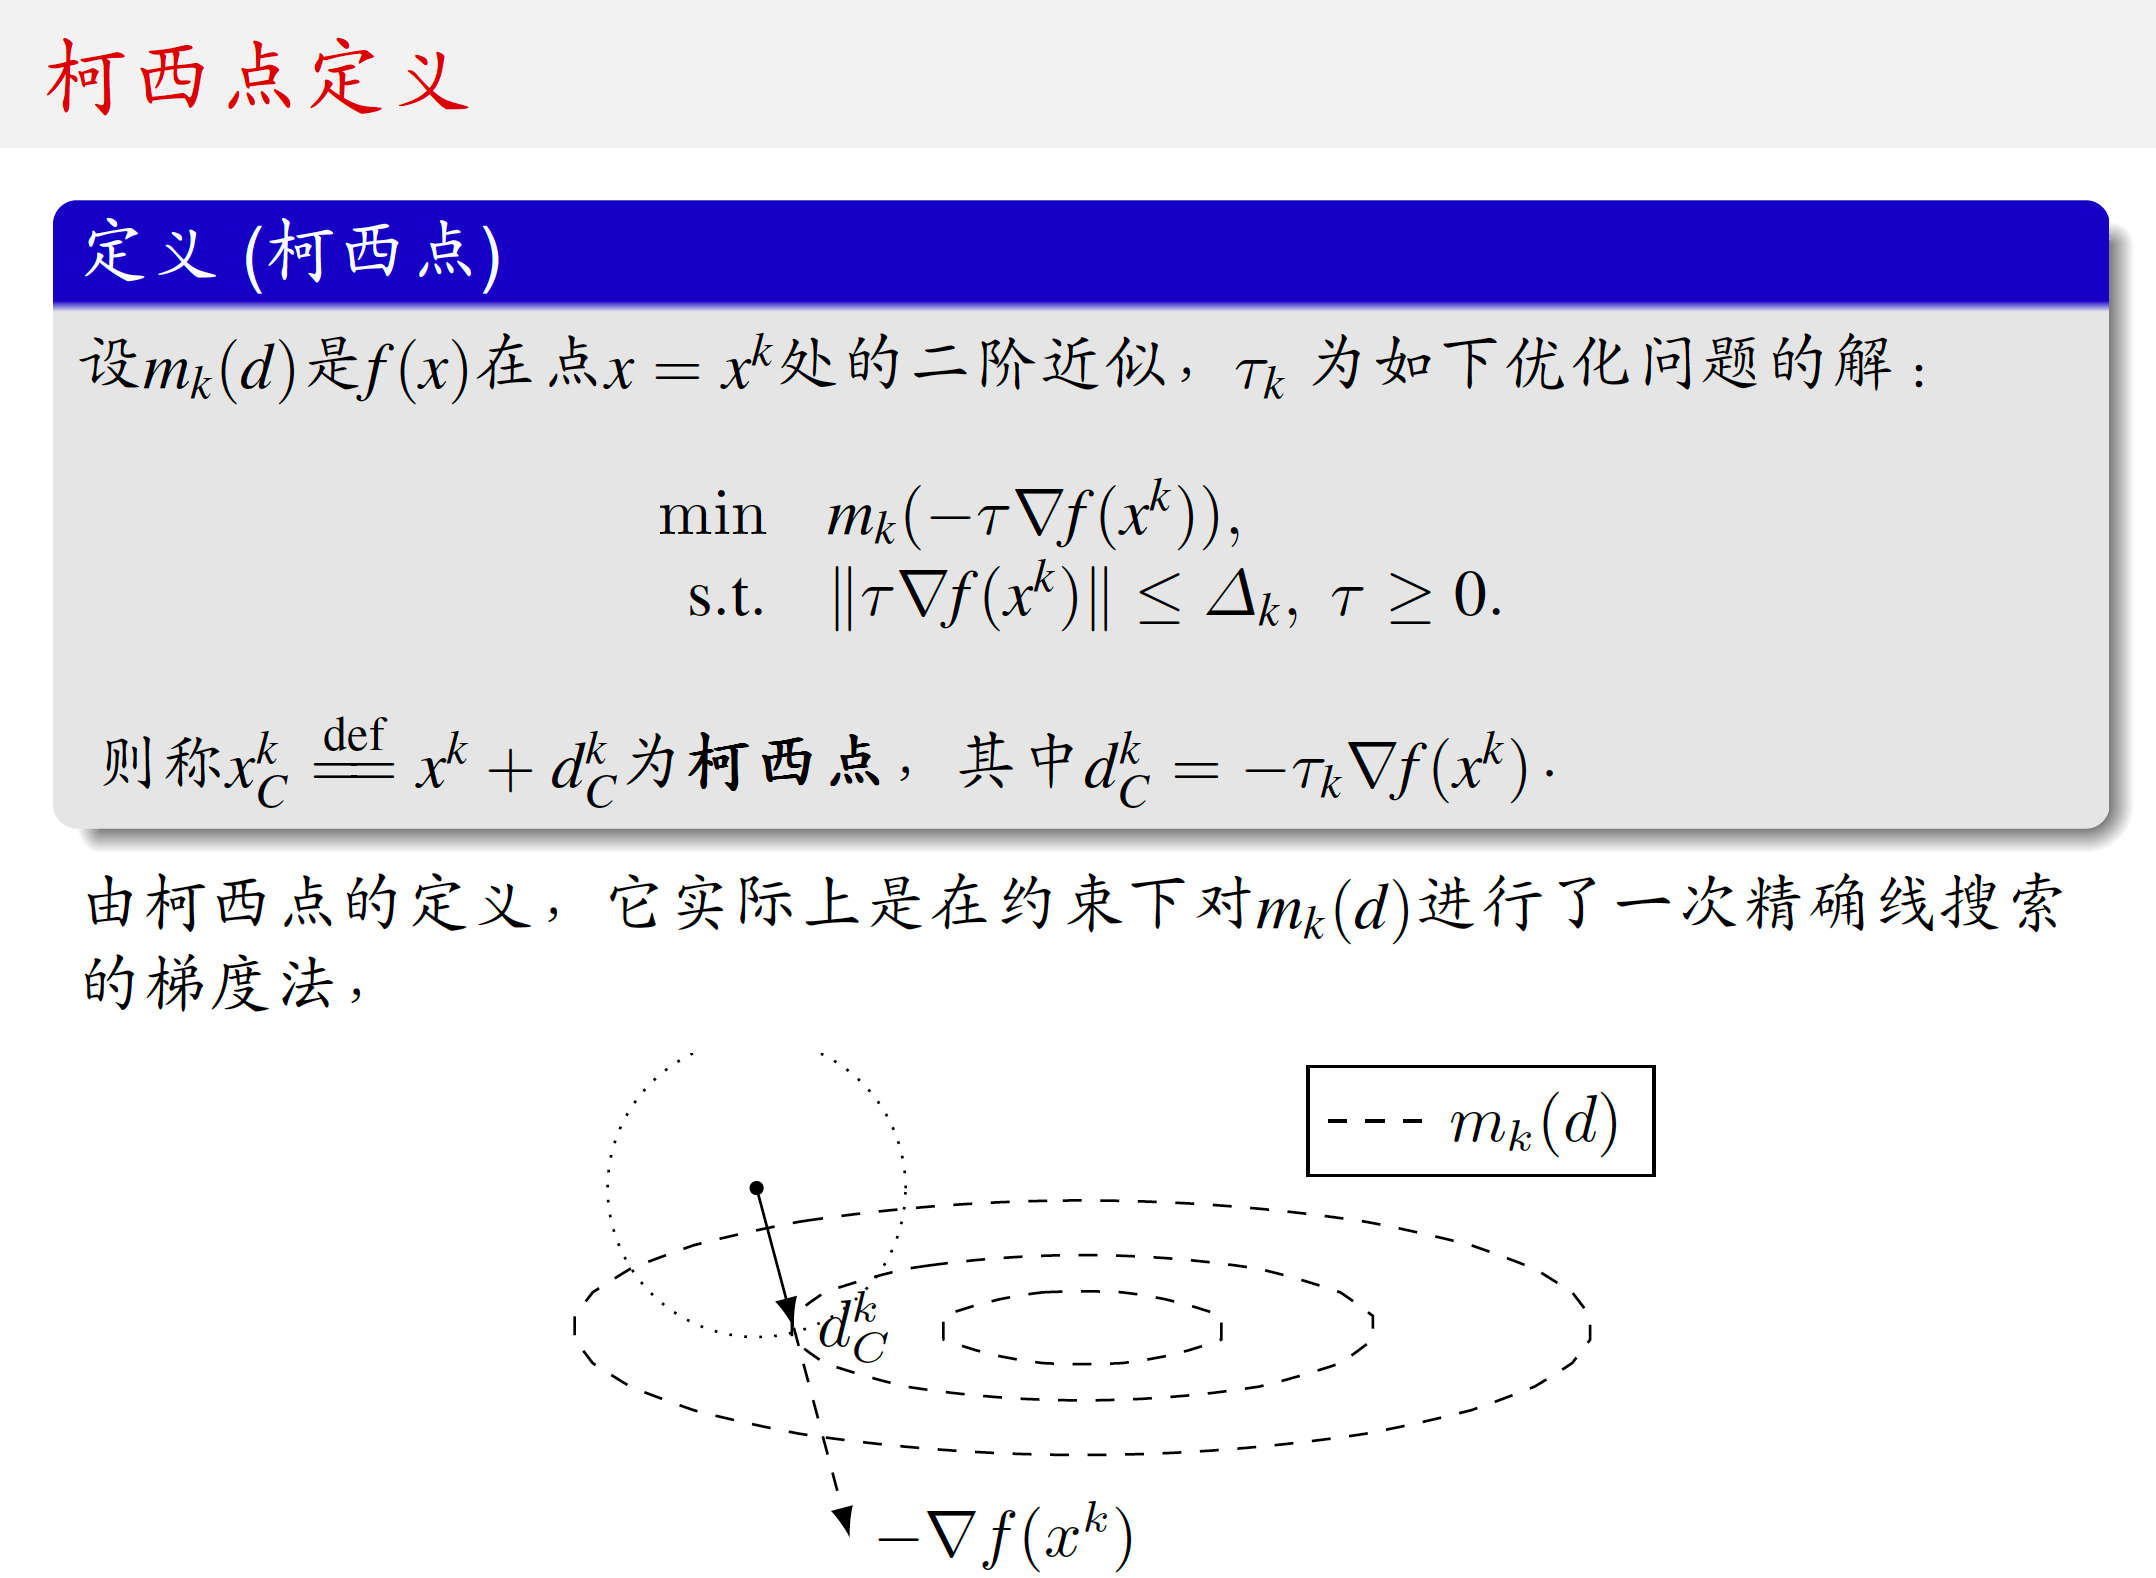 柯西点定义
定义 (柯西点)
设$m_k(d)$是$f(x)$在点$x = x^k$处的二阶近似，$\tau_k$ 为如下优化问题的解：
$\min \quad m_k(-\tau\nabla f(x^k)),$
$\text{s.t.} \quad \|\tau\nabla f(x^k)\| \leq \Delta_k, \ \tau \geq 0.$
则称$x_C^k \overset{\text{def}}{=\!=} x^k + d_C^k$为柯西点，其中$d_C^k = -\tau_k\nabla f(x^k)$.
由柯西点的定义，它实际上是在约束下对$m_k(d)$进行了一次精确线搜索
的梯度法，
$m_k(d)$
$d_C^k$
$-\nabla f(x^k)$